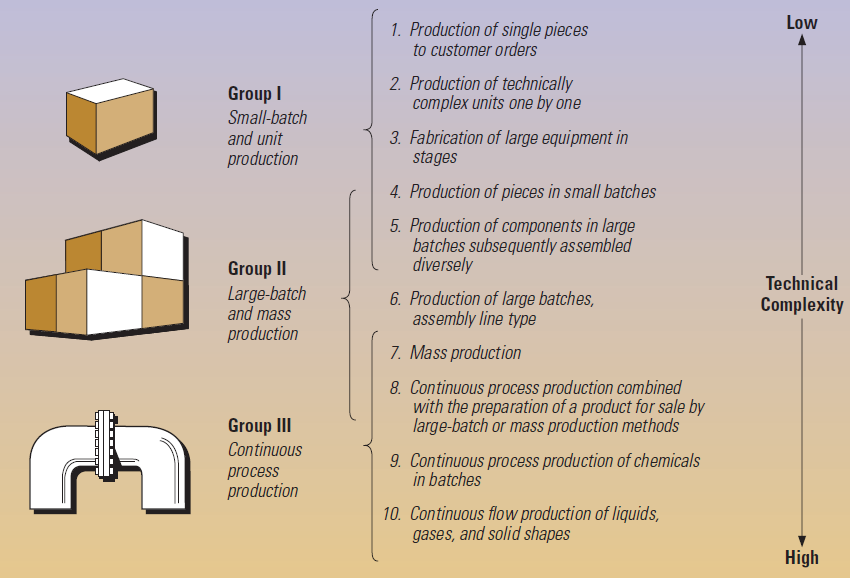 Group I
Small-batch
and unit
production
Group II
Large-batch
and mass
production
Group III
Continuous
process
production
1. Production of single pieces
to customer orders
2. Production of technically
complex units one by one
3. Fabrication of large equipment in
stages
4. Production of pieces in small batches
5. Production of components in large
batches subsequently assembled
diversely
6. Production of large batches,
assembly line type
7. Mass production
8. Continuous process production combined
with the preparation of a product for sale by
large-batch or mass production methods
9. Continuous process production of chemicals
in batches
10. Continuous flow production of liquids,
gases, and solid shapes
Low
Technical
Complexity
High